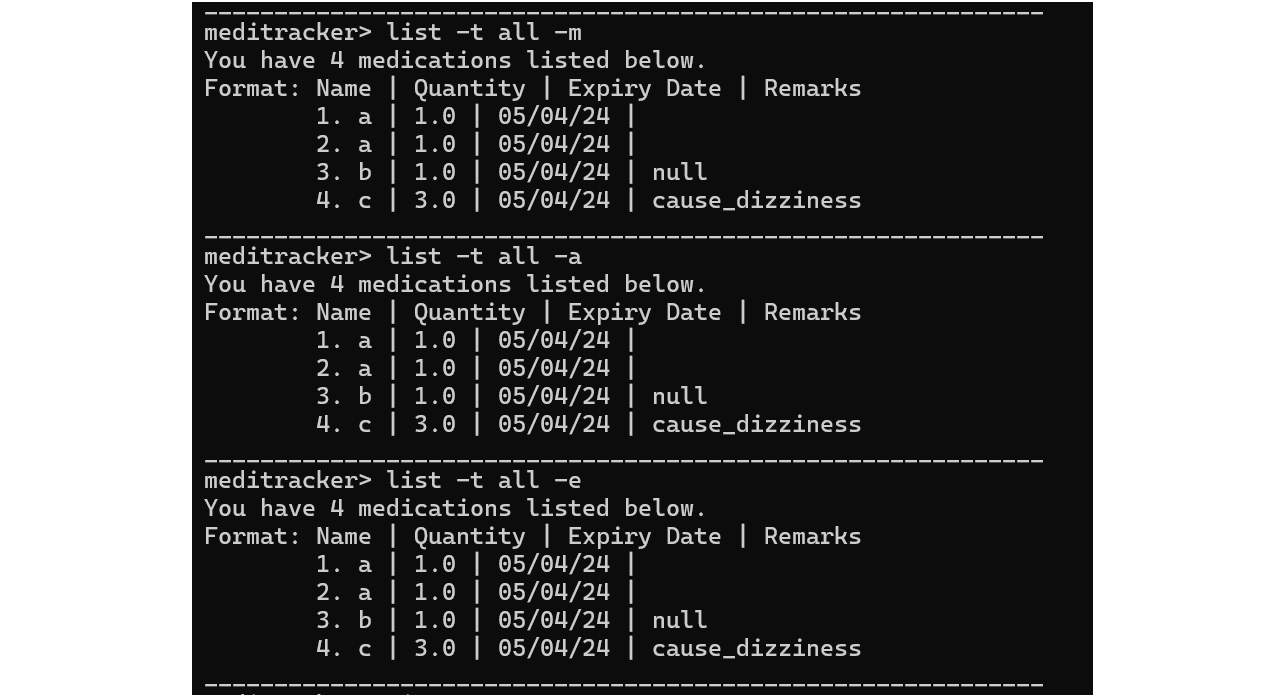 meditracker> list -t all -m
You have 4 medications listed below.
Format: Name | Quantity | Expiry Date | Remarks
1. a | 1.0 | 05/04/24 |
2. a | 1.0 | 05/04/24 |
3. b | 1.0 | 05/04/24 | null
4. c | 3.0 | 05/04/24 | cause_dizziness
meditracker> list -t all -a
You have 4 medications listed below.
Format: Name | Quantity | Expiry Date | Remarks
1. a | 1.0 | 05/04/24 |
2. a | 1.0 | 05/04/24 |
3. b | 1.0 | 05/04/24 | null
4. c | 3.0 | 05/04/24 | cause_dizziness
meditracker> list -t all -e
You have 4 medications listed below.
Format: Name | Quantity | Expiry Date | Remarks
1. a | 1.0 | 05/04/24 |
2. a | 1.0 | 05/04/24 |
3. b | 1.0 | 05/04/24 | null
4. c | 3.0 | 05/04/24 | cause_dizziness